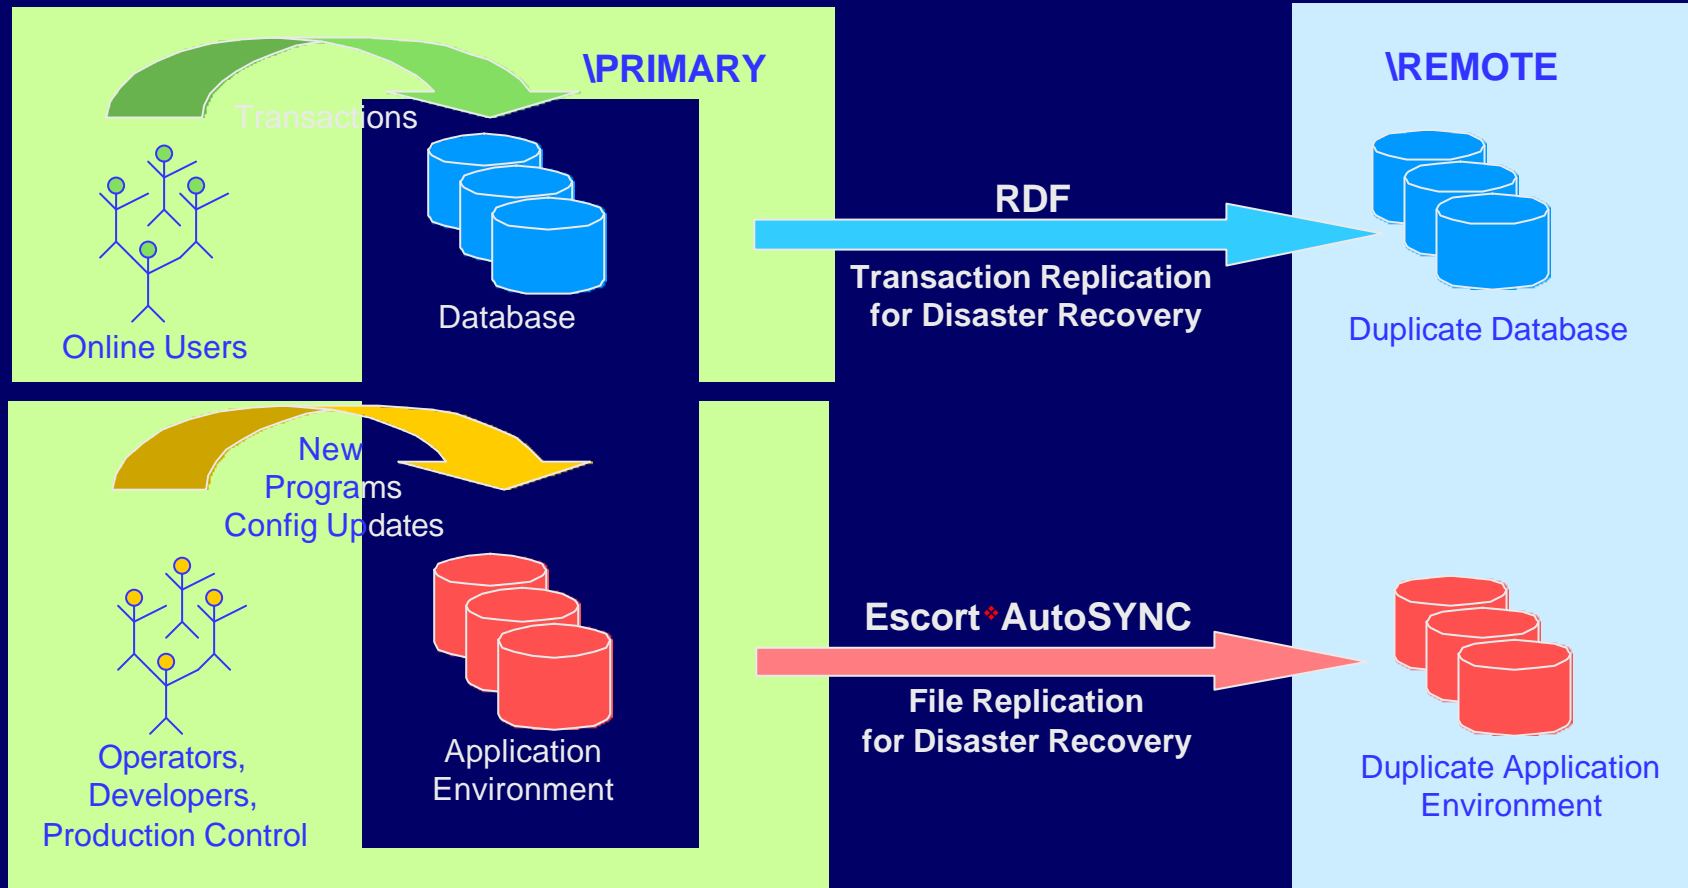 \PRIMARY
\REMOTE
Transactions
Online Users
Database
RDF
Transaction Replication
for Disaster Recovery
Duplicate Database
New
Programs
Config Updates
Operators,
Developers,
Production Control
Application
Environment
Escort❖AutoSYNC
File Replication
for Disaster Recovery
Duplicate Application
Environment